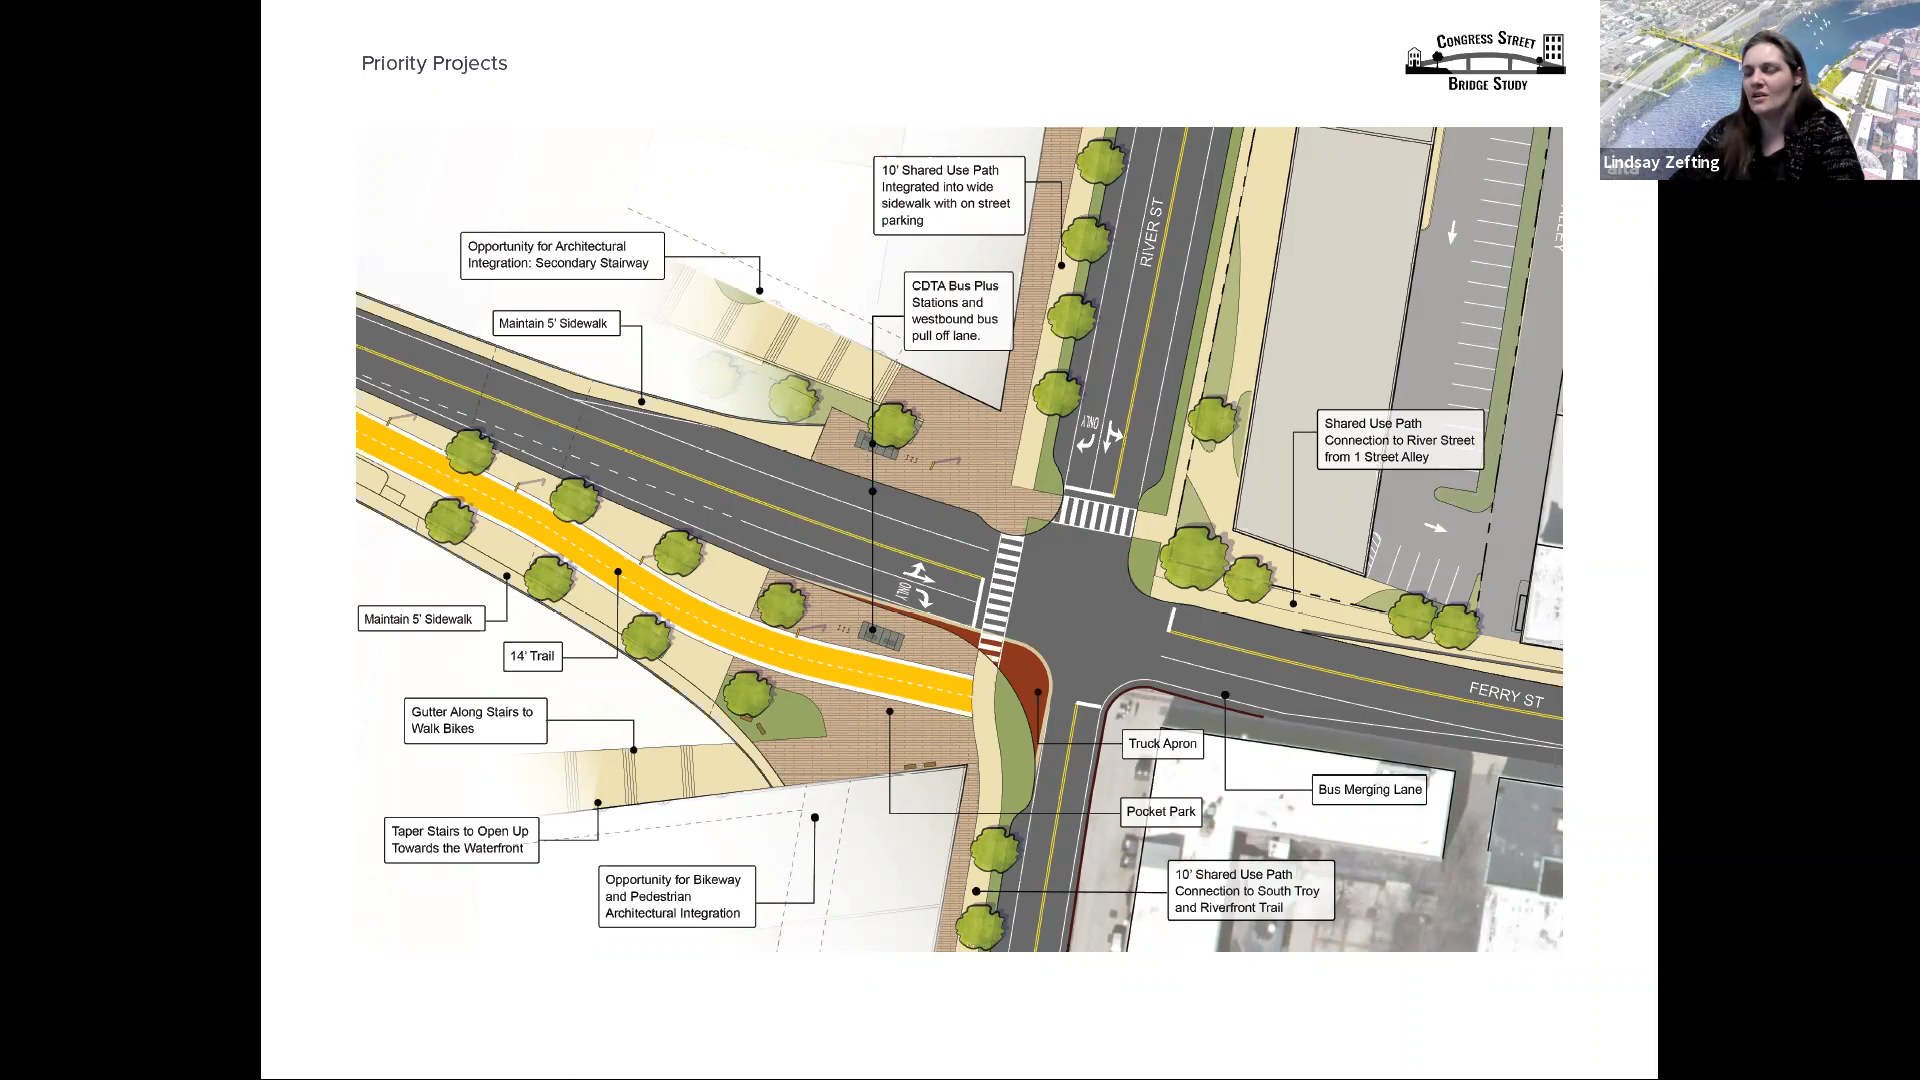 Priority Projects
CONGRESS STREET
BRIDGE STUDY
Lindsay Zefting
alta
10' Shared Use Path
Integrated into wide
sidewalk with on street
parking
RIVER ST
Opportunity for Architectural
Integration: Secondary Stairway
CDTA Bus Plus
Stations and
westbound bus
pull off lane.
Maintain 5' Sidewalk
ONLY
Shared Use Path
Connection to River Street
from 1 Street Alley
ONLY
Maintain 5' Sidewalk
14' Trail
FERRY ST
Gutter Along Stairs to
Walk Bikes
Truck Apron
Bus Merging Lane
Pocket Park
Taper Stairs to Open Up
Towards the Waterfront
Opportunity for Bikeway
and Pedestrian
Architectural Integration
10' Shared Use Path
Connection to South Troy
and Riverfront Trail